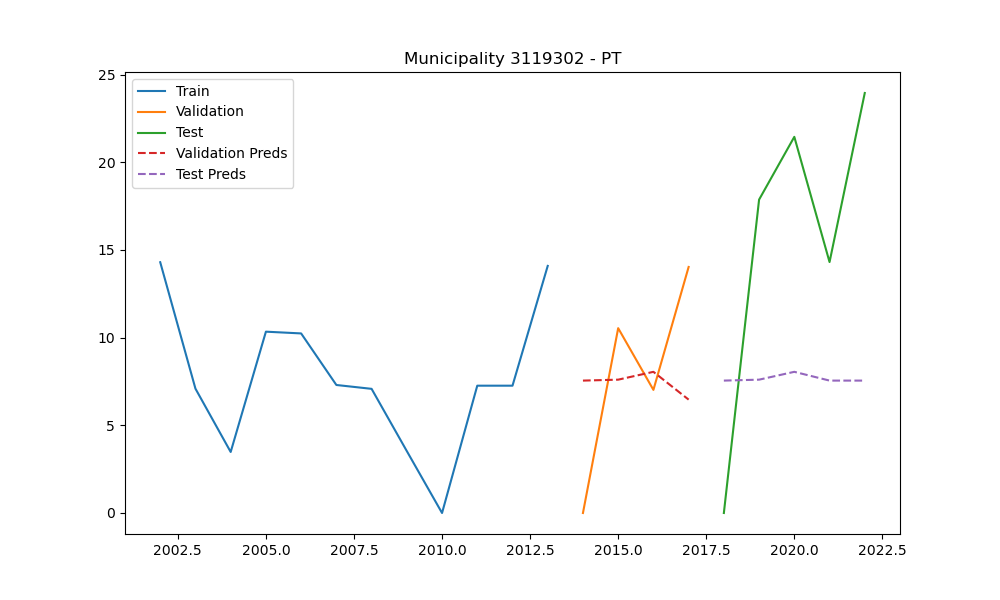 Municipality 3119302 - PT
Train
Validation
Test
Validation Preds
Test Preds
25
20
15
10
5
0
2002.5 2005.0 2007.5 2010.0 2012.5 2015.0 2017.5 2020.0 2022.5